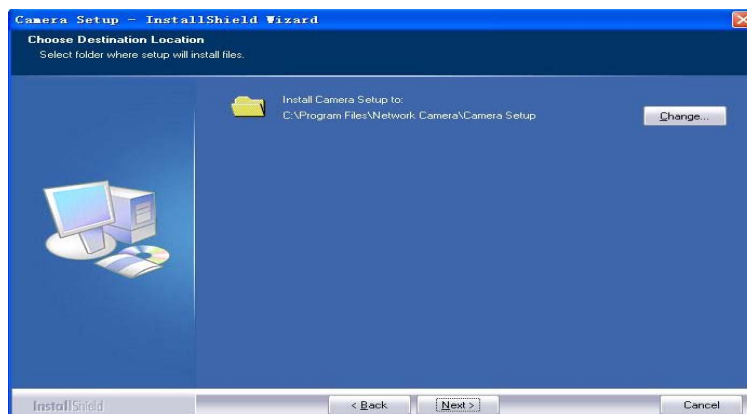 Camera Setup - InstallShield Wizard
Choose Destination Location
Select folder where setup will install files.
Install Camera Setup to:
C:\Program Files\Network Camera\Camera Setup
Change...
InstallShield
< Back
Next >
Cancel